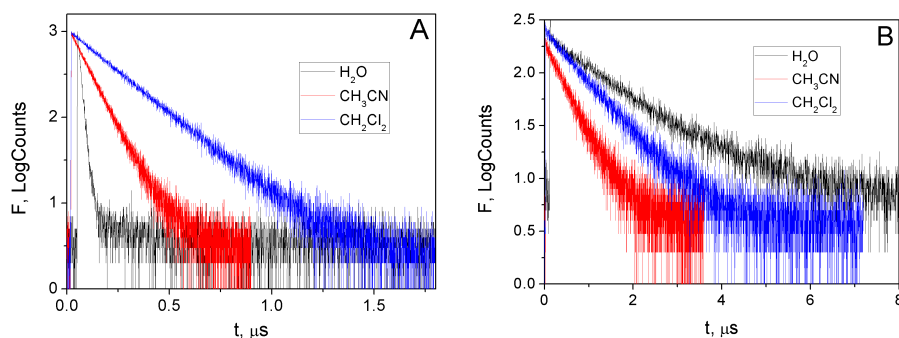 A
H₂O
CH₃CN
CH₂Cl₂
F, LogCounts
3
2
1
0
0.0
0.5
1.0
1.5
t, μs
B
H₂O
CH₃CN
CH₂Cl₂
F, LogCounts
2.5
2.0
1.5
1.0
0.5
0.0
0
2
4
6
8
t, μs